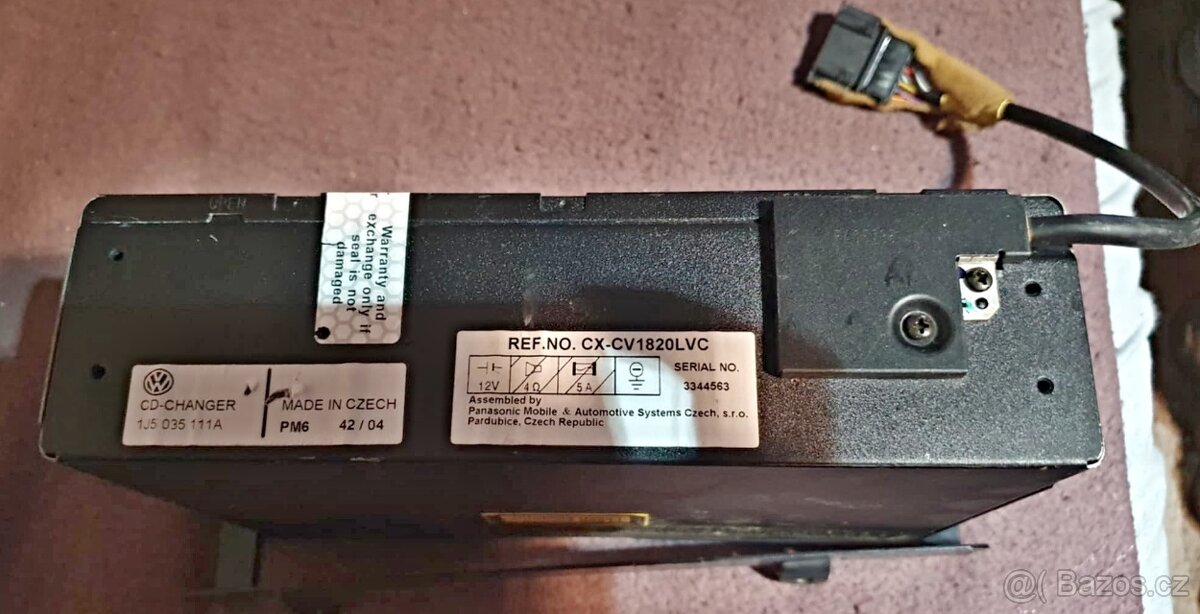 OPEN
Warranty and
r exchange only if
seal is not
damaged
A1
REF.NO. CX-CV1820LVC
12V 4Ω 5A
SERIAL NO.
3344563
Assembled by
Panasonic Mobile & Automotive Systems Czech, s.r.o.
Pardubice, Czech Republic
VW
CD-CHANGER
1J5 035 111A
MADE IN CZECH
PM6 42 / 04
@( Bazos.cz